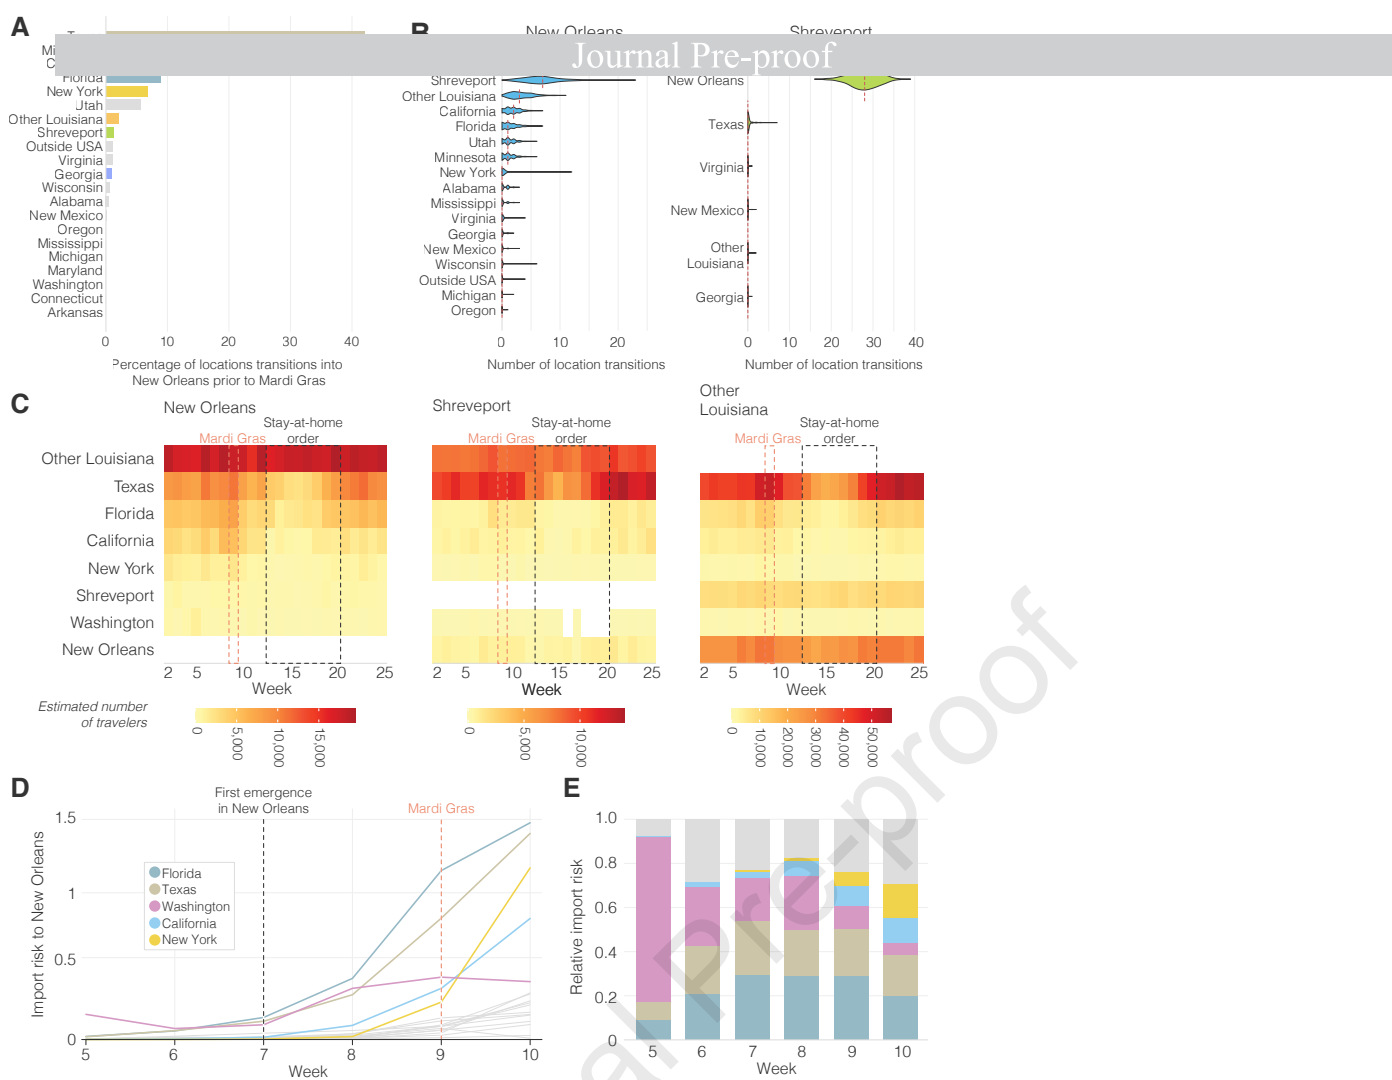 A
B
New Orleans
Shreveport
Journal Pre-proof
Florida
New York
Utah
Other Louisiana
Shreveport
Outside USA
Virginia
Georgia
Wisconsin
Alabama
New Mexico
Oregon
Mississippi
Michigan
Maryland
Washington
Connecticut
Arkansas
0 10 20 30 40
Percentage of locations transitions into
New Orleans prior to Mardi Gras
Shreveport
Other Louisiana
California
Florida
Utah
Minnesota
New York
Alabama
Mississippi
Virginia
Georgia
New Mexico
Wisconsin
Outside USA
Michigan
Oregon
0 10 20
Number of location transitions
New Orleans
Texas
Virginia
New Mexico
Other
Louisiana
Georgia
0 10 20 30 40
Number of location transitions
C
New Orleans
Shreveport
Other
Louisiana
Mardi Gras
Stay-at-home
order
Mardi Gras
Stay-at-home
order
Mardi Gras
Stay-at-home
order
Other Louisiana
Texas
Florida
California
New York
Shreveport
Washington
New Orleans
2 5 10 15 20 25
Week
2 5 10 15 20 25
Week
2 5 10 15 20 25
Week
Estimated number
of travelers
0 5,000 10,000 15,000
0 5,000 10,000
0 10,000 20,000 30,000 40,000 50,000
D
First emergence
in New Orleans
Mardi Gras
Import risk to New Orleans
1.5
1
0.5
0
Florida
Texas
Washington
California
New York
5 6 7 8 9 10
Week
E
Relative import risk
1.0
0.8
0.6
0.4
0.2
0
5 6 7 8 9 10
Week
al Pre-proof